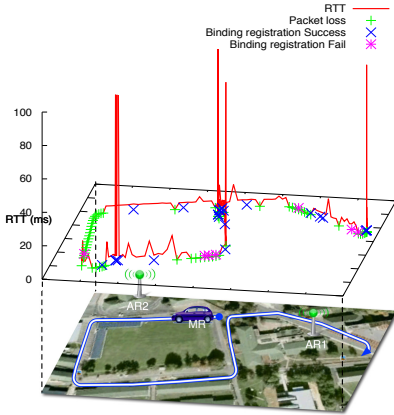 RTT
Packet loss
Binding registration Success
Binding registration Fail
100
80
60
40
20
0
RTT (ms)
AR2
MR
AR1